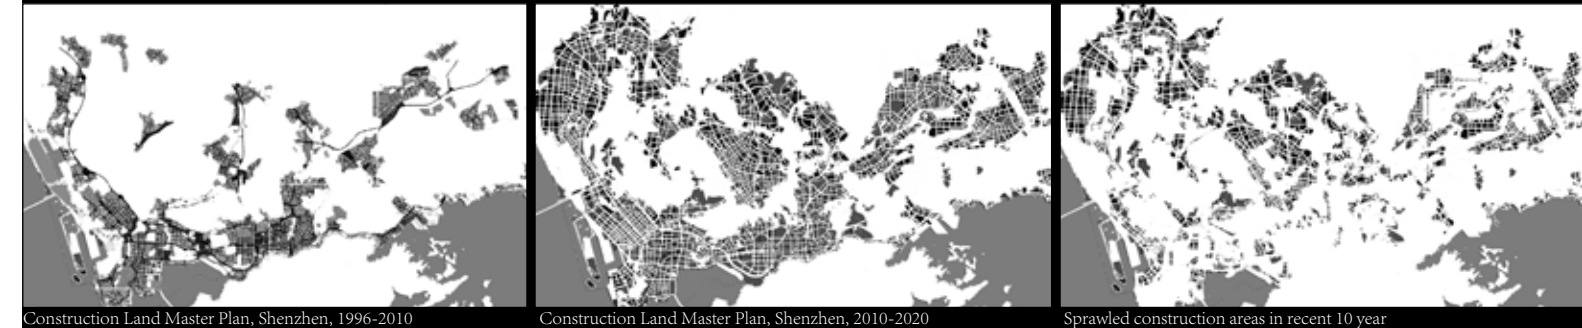 Construction Land Master Plan, Shenzhen, 1996-2010
Construction Land Master Plan, Shenzhen, 2010-2020
Sprawled construction areas in recent 10 year